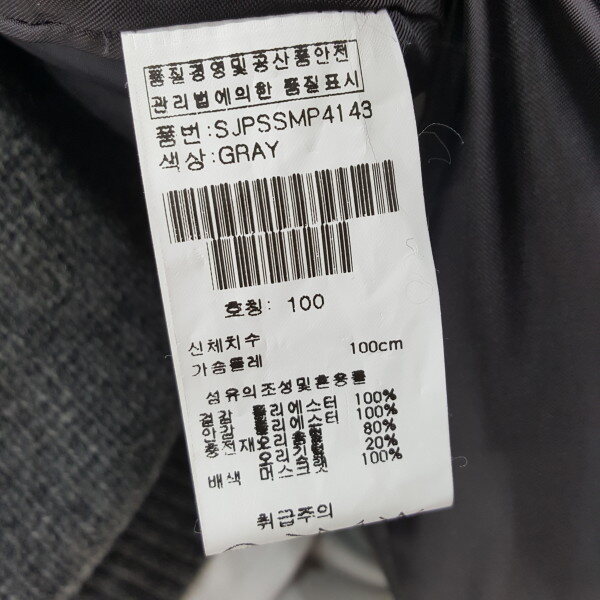 품질경영및공산품안전
관리법에의한 품질표시
품번:SJPSSMP4143
색상:GRAY
호칭: 100
신체치수
가슴둘레 100cm
섬유의조성및혼용률
겉감 폴리에스터 100%
안감 폴리에스터 100%
충전재 오리솜털 80%
오리깃털 20%
배색 머스크랫 100%
취급주의